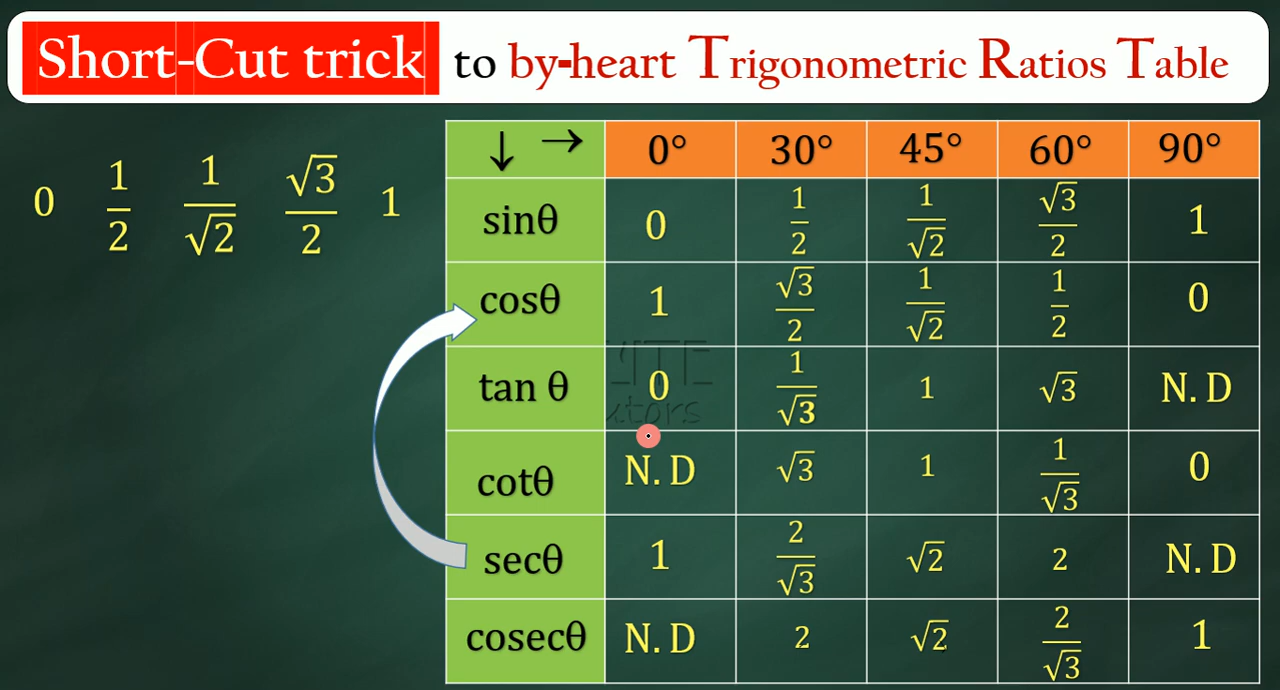 Short-Cut trick to by-heart Trigonometric Ratios Table
0 1/2 1/√2 √3/2 1
↓ → 0° 30° 45° 60° 90°
sinθ 0 1/2 1/√2 √3/2 1
cosθ 1 √3/2 1/√2 1/2 0
tan θ 0 1/√3 1 √3 N. D
cotθ N. D √3 1 1/√3 0
secθ 1 2/√3 √2 2 N. D
cosecθ N. D 2 √2 2/√3 1